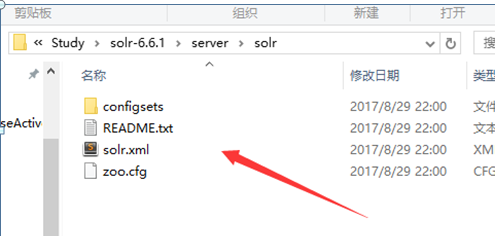 剪贴板 组织 新建 打开
« Study › solr-6.6.1 › server › solr
名称 修改日期 类型
configsets 2017/8/29 22:00 文件
seActiv
README.txt 2017/8/29 22:00 文本
solr.xml 2017/8/29 22:00 XM
zoo.cfg 2017/8/29 22:00 CFG